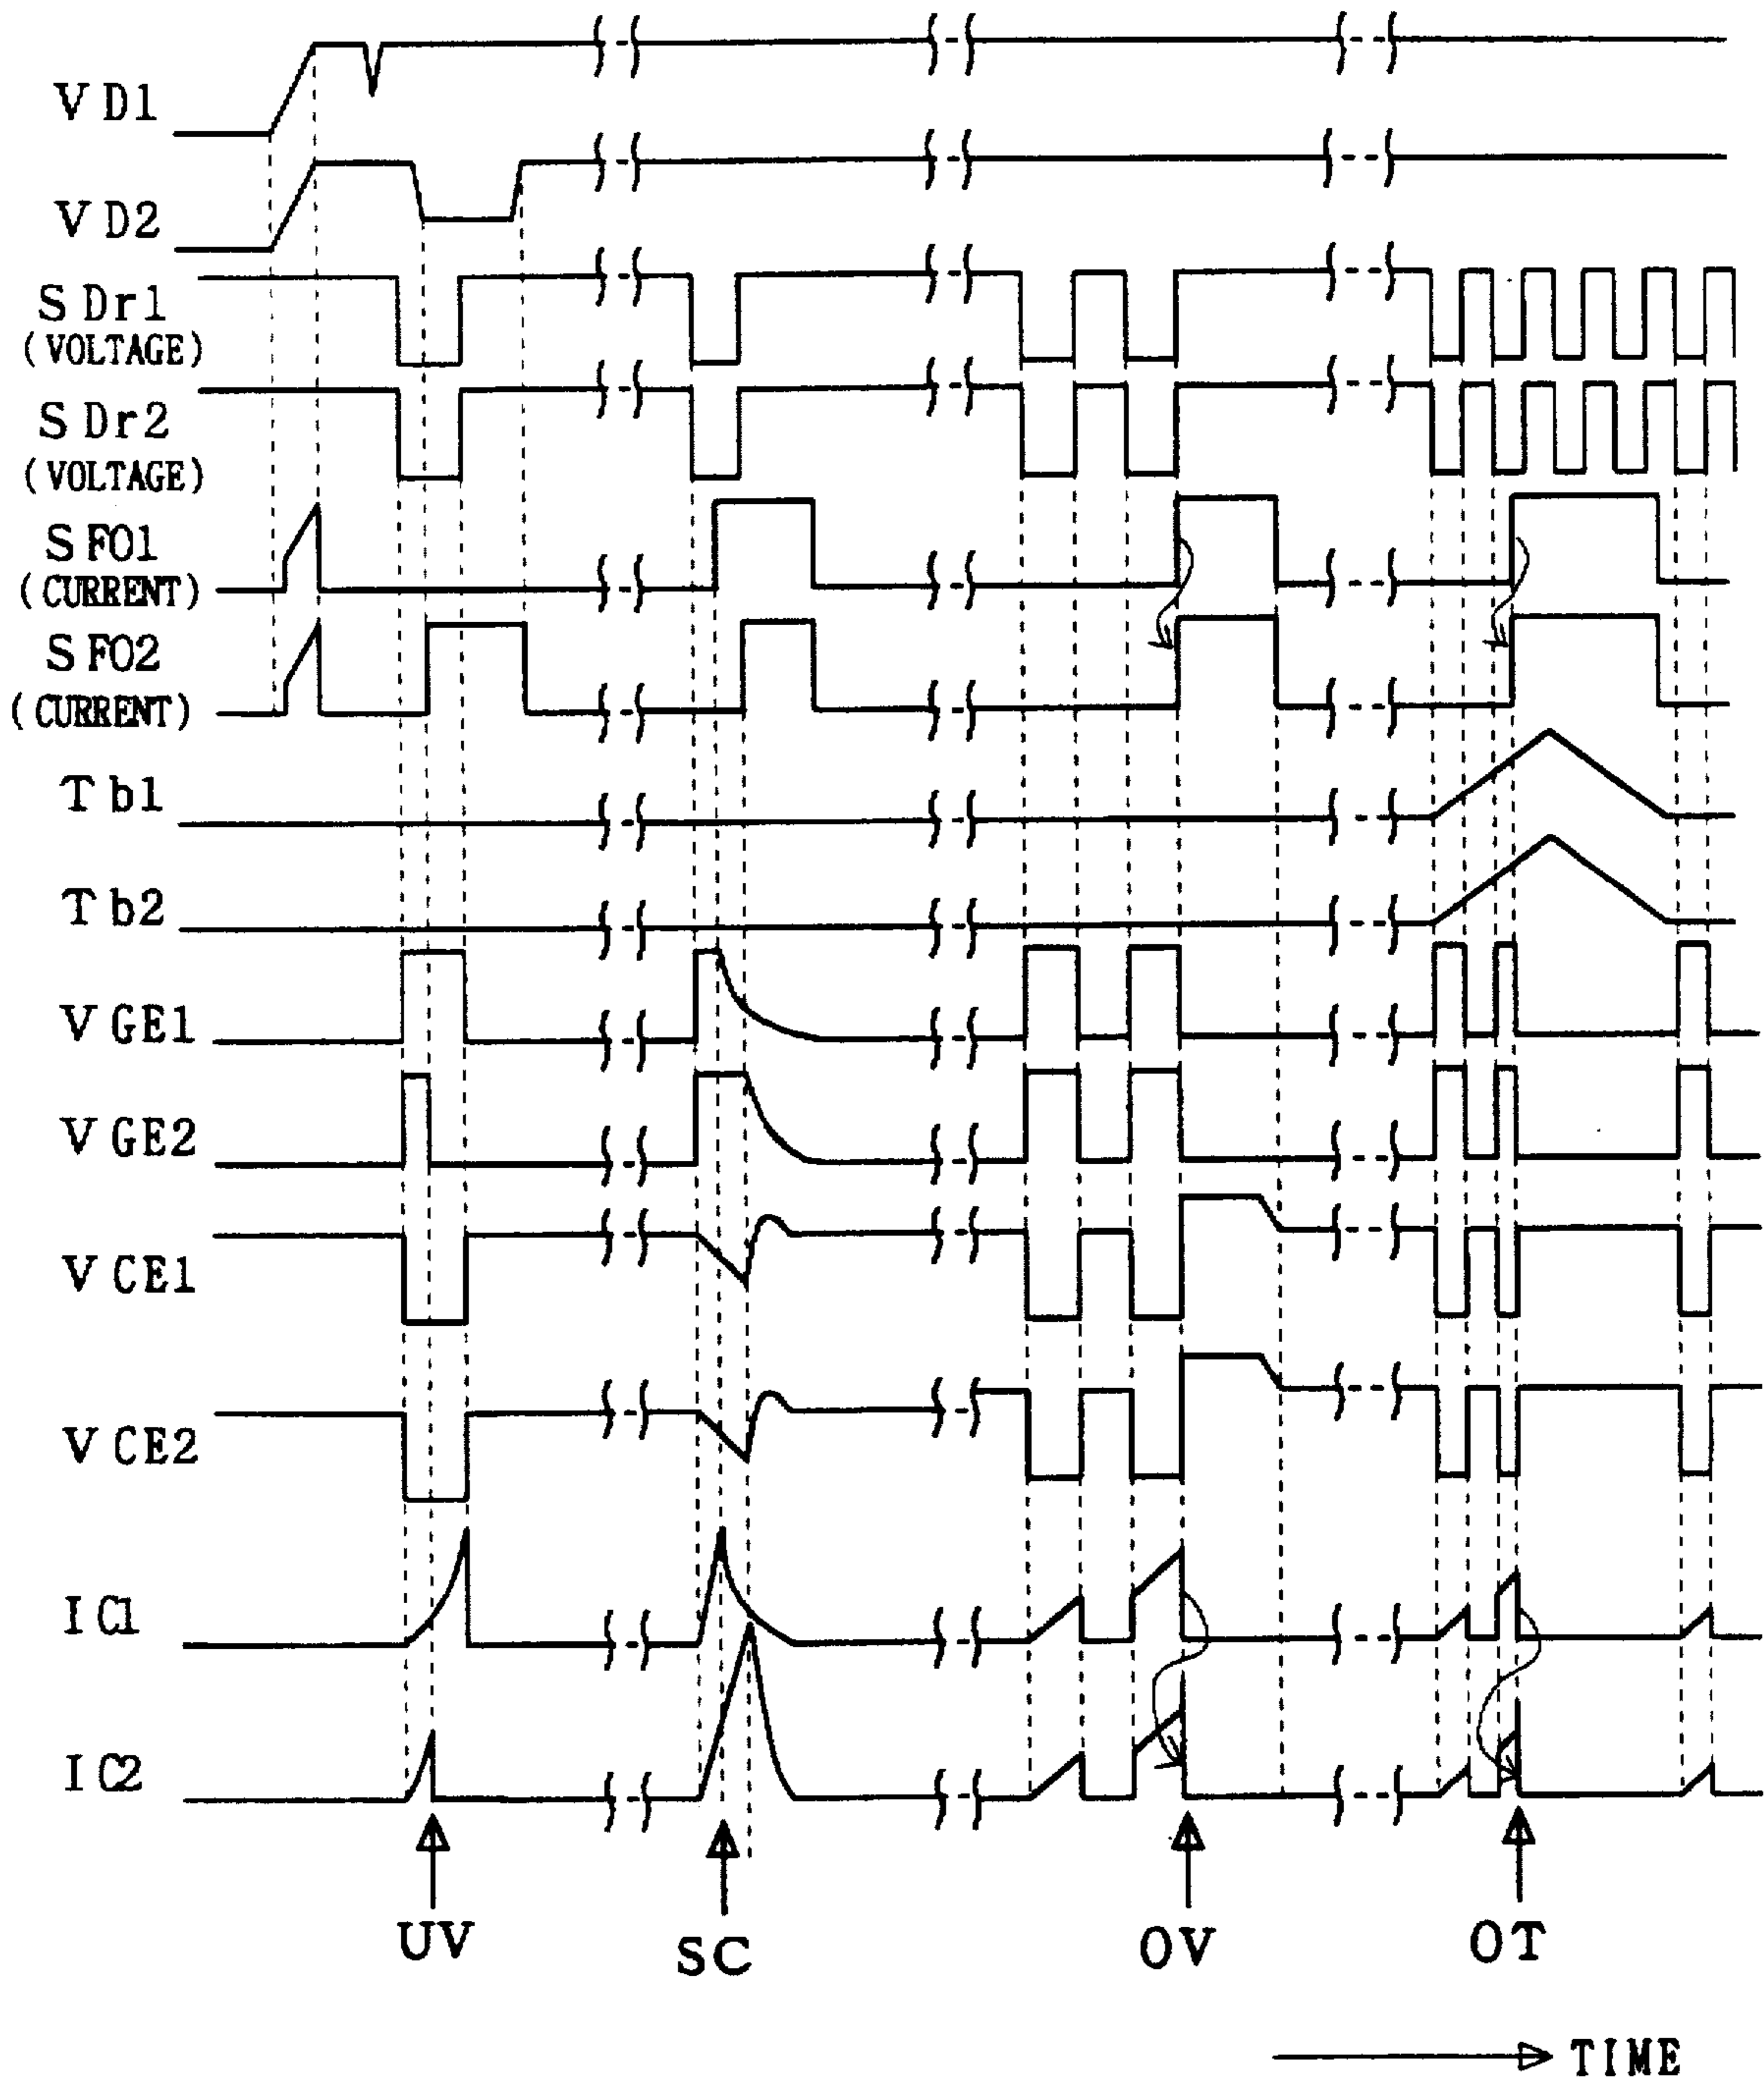 VD1
VD2
SDr1
(VOLTAGE)
SDr2
(VOLTAGE)
SFO1
(CURRENT)
SFO2
(CURRENT)
Tb1
Tb2
VGE1
VGE2
VCE1
VCE2
IC1
IC2
UV
SC
OV
OT
TIME